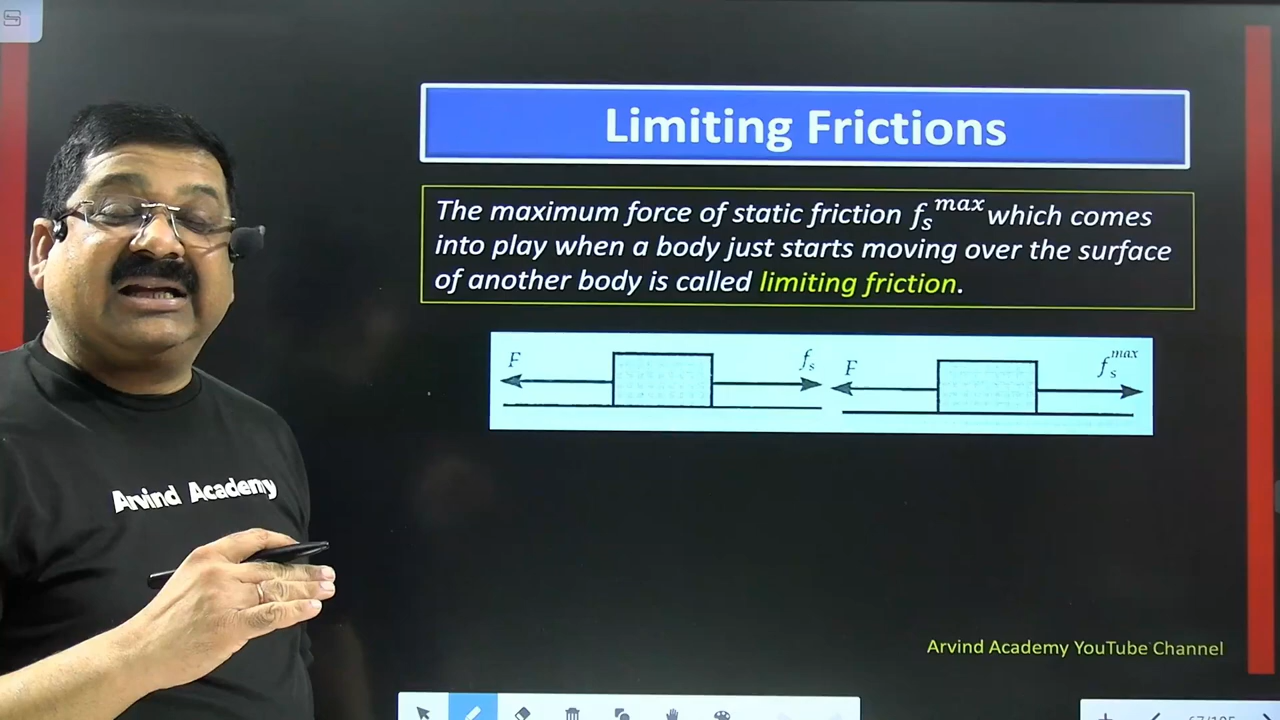 Limiting Frictions
The maximum force of static friction fₛᵐᵃˣ which comes
into play when a body just starts moving over the surface
of another body is called limiting friction.
F fₛ F fₛᵐᵃˣ
Arvind Academy
Arvind Academy YouTube Channel